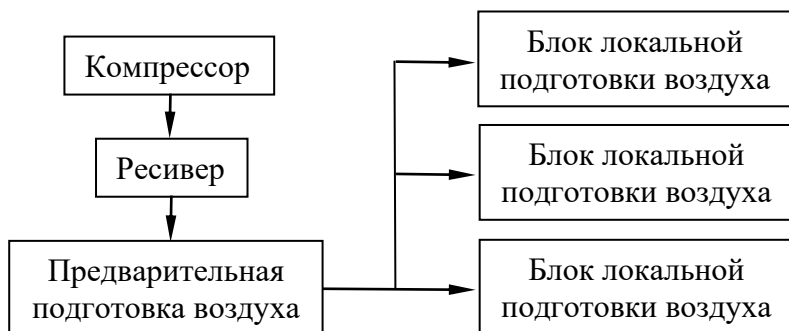 Компрессор
Ресивер
Предварительная
подготовка воздуха
Блок локальной
подготовки воздуха
Блок локальной
подготовки воздуха
Блок локальной
подготовки воздуха